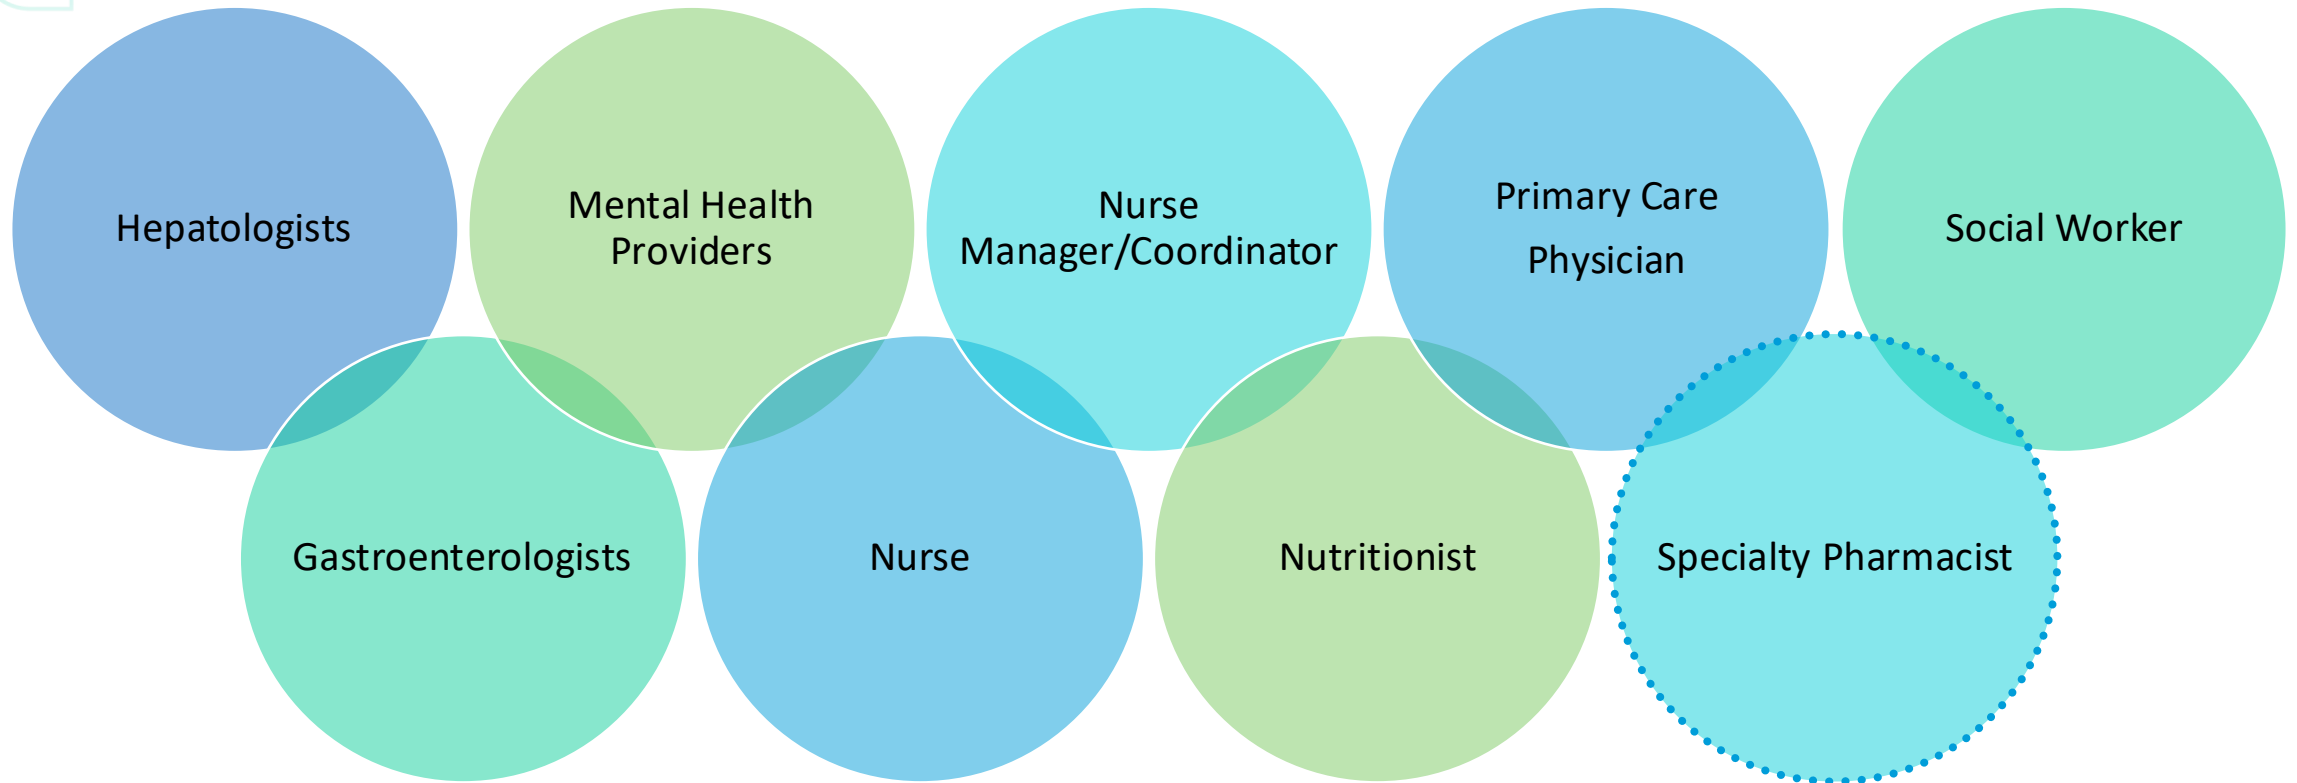 Hepatologists
Mental Health
Providers
Nurse
Manager/Coordinator
Primary Care
Physician
Social Worker
Gastroenterologists
Nurse
Nutritionist
Specialty Pharmacist